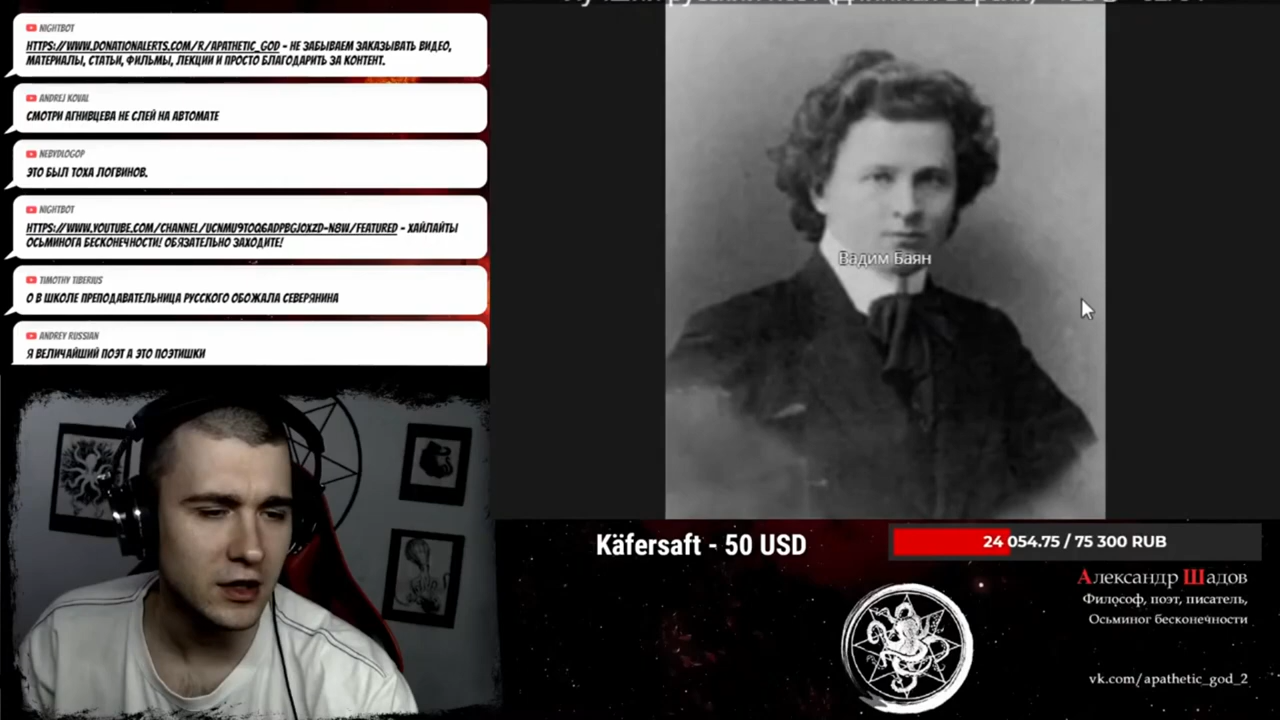 NIGHTBOT
HTTPS://WWW.DONATIONALERTS.COM/R/APATHETIC_GOD - НЕ ЗАБЫВАЕМ ЗАКАЗЫВАТЬ ВИДЕО,
МАТЕРИАЛЫ, СТАТЬИ, ФИЛЬМЫ, ЛЕКЦИИ И ПРОСТО БЛАГОДАРИТЬ ЗА КОНТЕНТ.
ANDREJ KOVAL
СМОТРИ АГНИВЦЕВА НЕ СЛЕЙ НА АВТОМАТЕ
NEBYDLOGOP
ЭТО БЫЛ ТОХА ЛОГВИНОВ.
NIGHTBOT
- ХАЙЛАЙТЫ
ОСЬМИНОГА БЕСКОНЕЧНОСТИ! ОБЯЗАТЕЛЬНО ЗАХОДИТЕ!
TIMOTHY TIBERIUS
О В ШКОЛЕ ПРЕПОДАВАТЕЛЬНИЦА РУССКОГО ОБОЖАЛА СЕВЕРЯНИНА
ANDREY RUSSIAN
Я ВЕЛИЧАЙШИЙ ПОЭТ А ЭТО ПОЭТИШКИ
Вадим Баян
Käfersaft - 50 USD
24 054.75 / 75 300 RUB
Александр Шадов
Философ, поэт, писатель,
Осьминог бесконечности
vk.com/apathetic_god_2